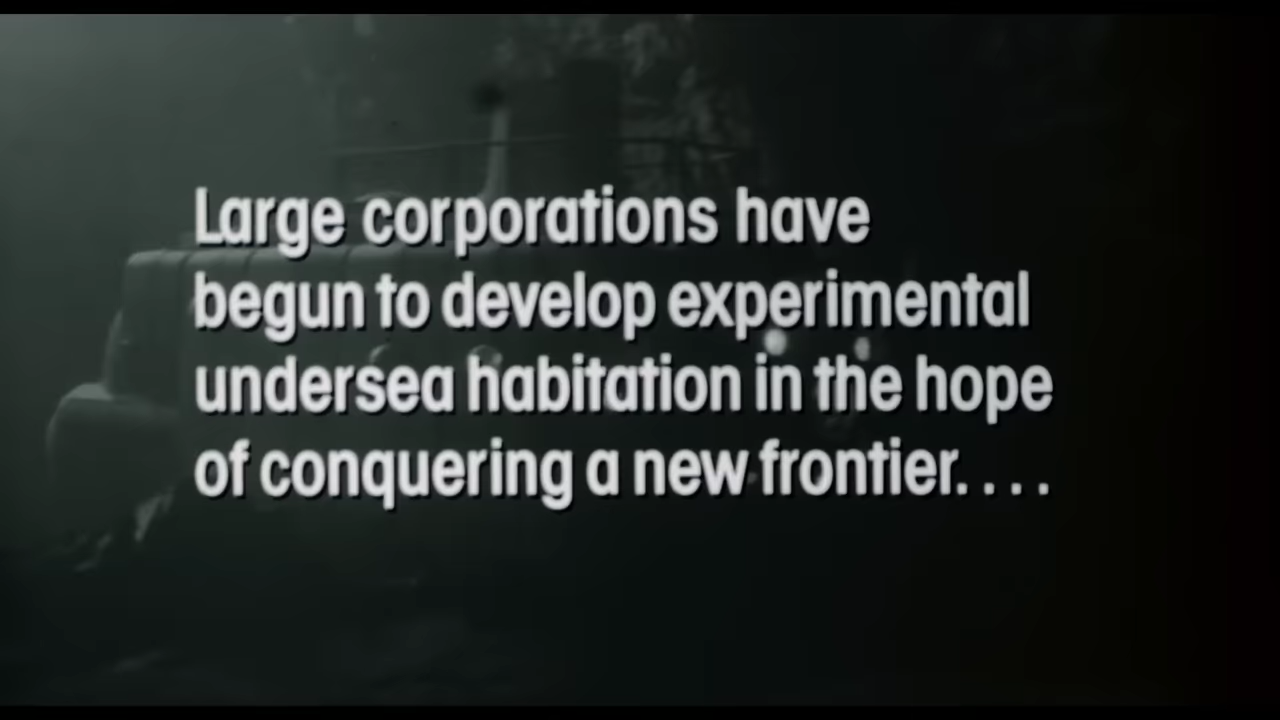 Large corporations have
begun to develop experimental
undersea habitation in the hope
of conquering a new frontier....